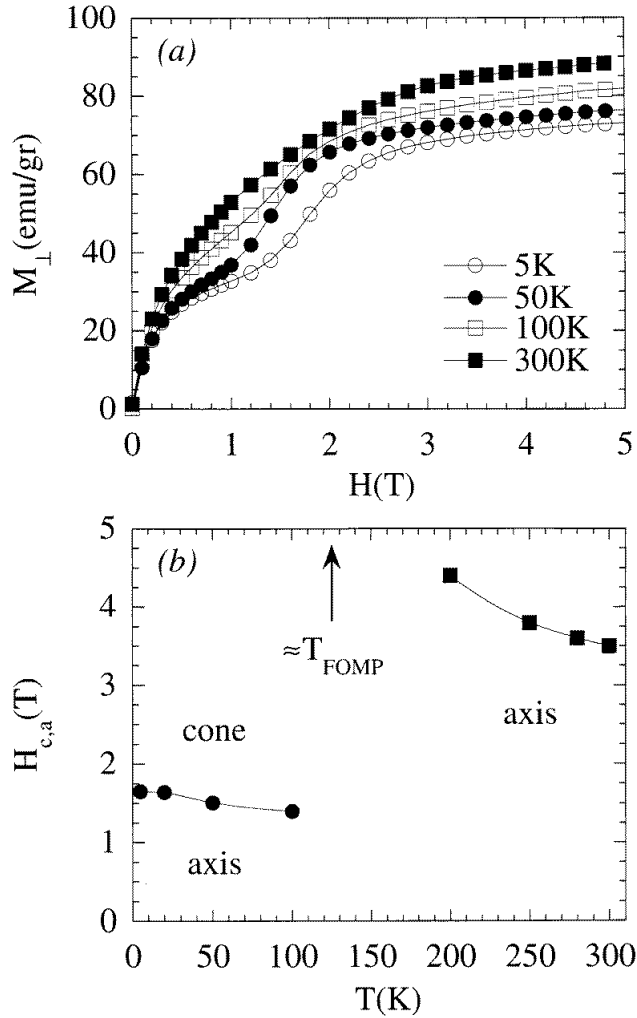 100
(a)
80
60
40
20
0
M⊥(emu/gr)
5K
50K
100K
300K
0 1 2 3 4 5
H(T)
5
(b)
4
≈T_FOMP
3
axis
cone
2
1
axis
0
H_c,a(T)
0 50 100 150 200 250 300
T(K)